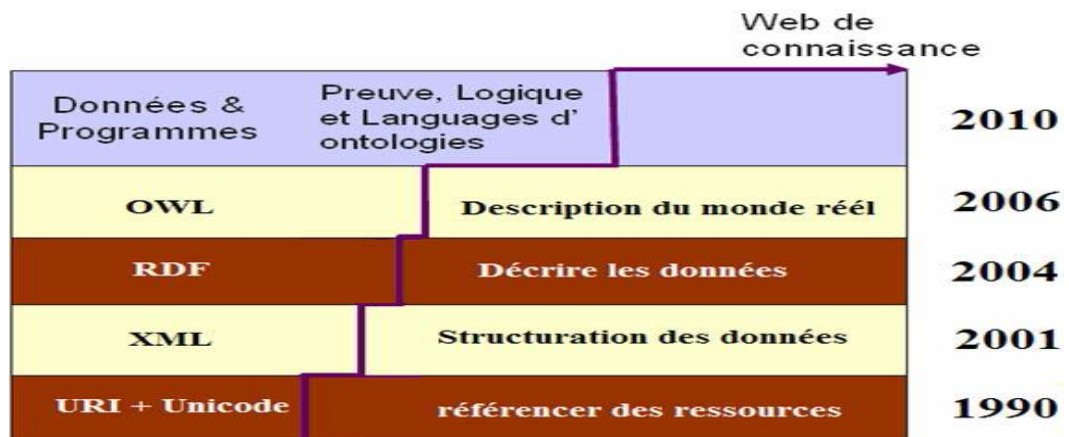 Web de
connaissance
Données &
Programmes
Preuve, Logique
et Languages d'
ontologies
2010
OWL
Description du monde réél
2006
RDF
Décrire les données
2004
XML
Structuration des données
2001
URI + Unicode
référencer des ressources
1990